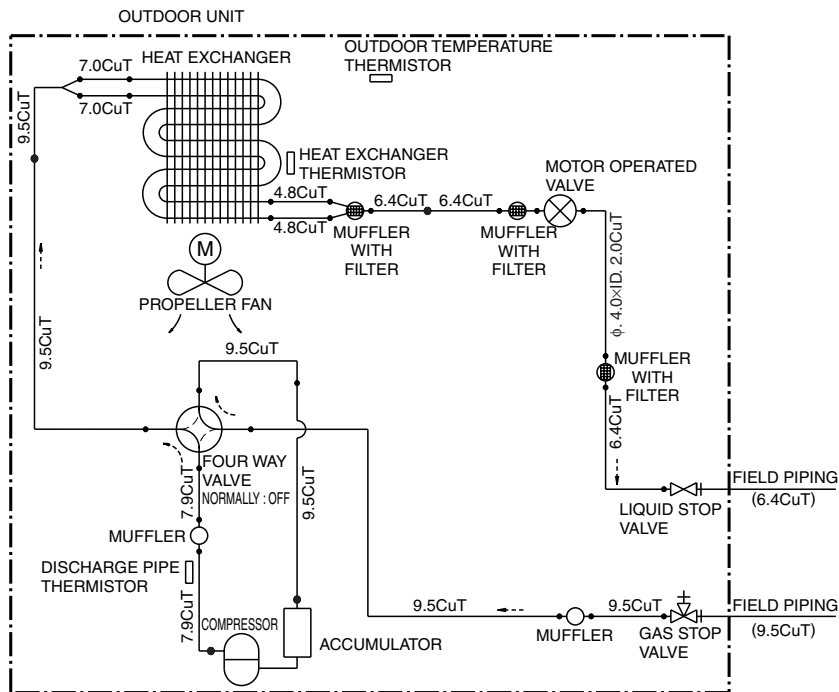 OUTDOOR UNIT
HEAT EXCHANGER
OUTDOOR TEMPERATURE
THERMISTOR
7.0CuT
7.0CuT
9.5CuT
HEAT EXCHANGER
THERMISTOR
MOTOR OPERATED
VALVE
4.8CuT
4.8CuT
6.4CuT
6.4CuT
MUFFLER
WITH
FILTER
MUFFLER
WITH
FILTER
M
PROPELLER FAN
φ. 4.0×ID. 2.0CuT
9.5CuT
9.5CuT
MUFFLER
WITH
FILTER
6.4CuT
FOUR WAY
VALVE
NORMALLY : OFF
7.9CuT
9.5CuT
FIELD PIPING
(6.4CuT)
LIQUID STOP
VALVE
MUFFLER
DISCHARGE PIPE
THERMISTOR
7.9CuT
COMPRESSOR
ACCUMULATOR
9.5CuT
MUFFLER
9.5CuT
GAS STOP
VALVE
FIELD PIPING
(9.5CuT)